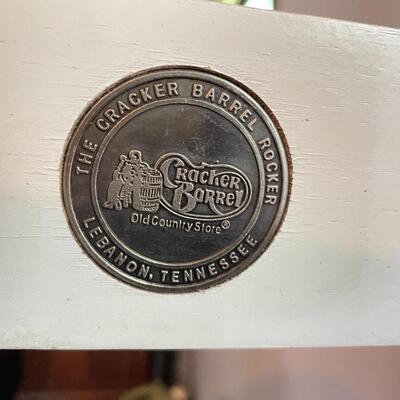 THE CRACKER BARREL ROCKER
Cracker
Barrel
Old Country Store®
LEBANON, TENNESSEE